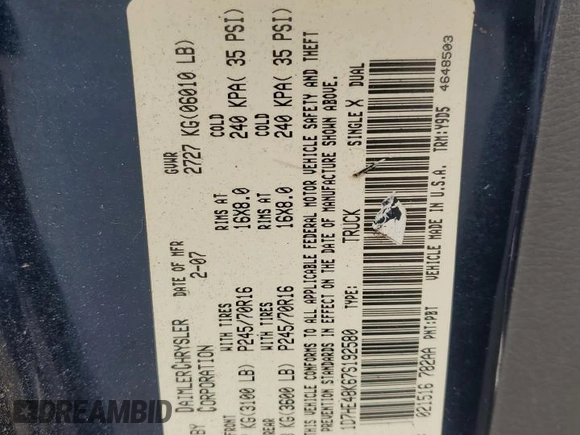 BY DAIMLERCHRYSLER CORPORATION
DATE OF MFR
2-07
GVWR
2727 KG(06010 LB)
WITH TIRES
RIMS AT
COLD
KG(3100 LB) P245/70R16 16X8.0 240 KPA( 35 PSI)
REAR WITH TIRES RIMS AT COLD
KG(3800 LB) P245/70R16 16X8.0 240 KPA( 35 PSI)
VEHICLE CONFORMS TO ALL APPLICABLE FEDERAL MOTOR VEHICLE SAFETY AND THEFT
PREVENTION STANDARDS IN EFFECT ON THE DATE OF MANUFACTURE SHOWN ABOVE.
1D7HE48K67S192580 TYPE: TRUCK SINGLE X DUAL
021516 782AA PNT:PBT VEHICLE MADE IN U.S.A. TRM:Y9D5
4648503
epicvin